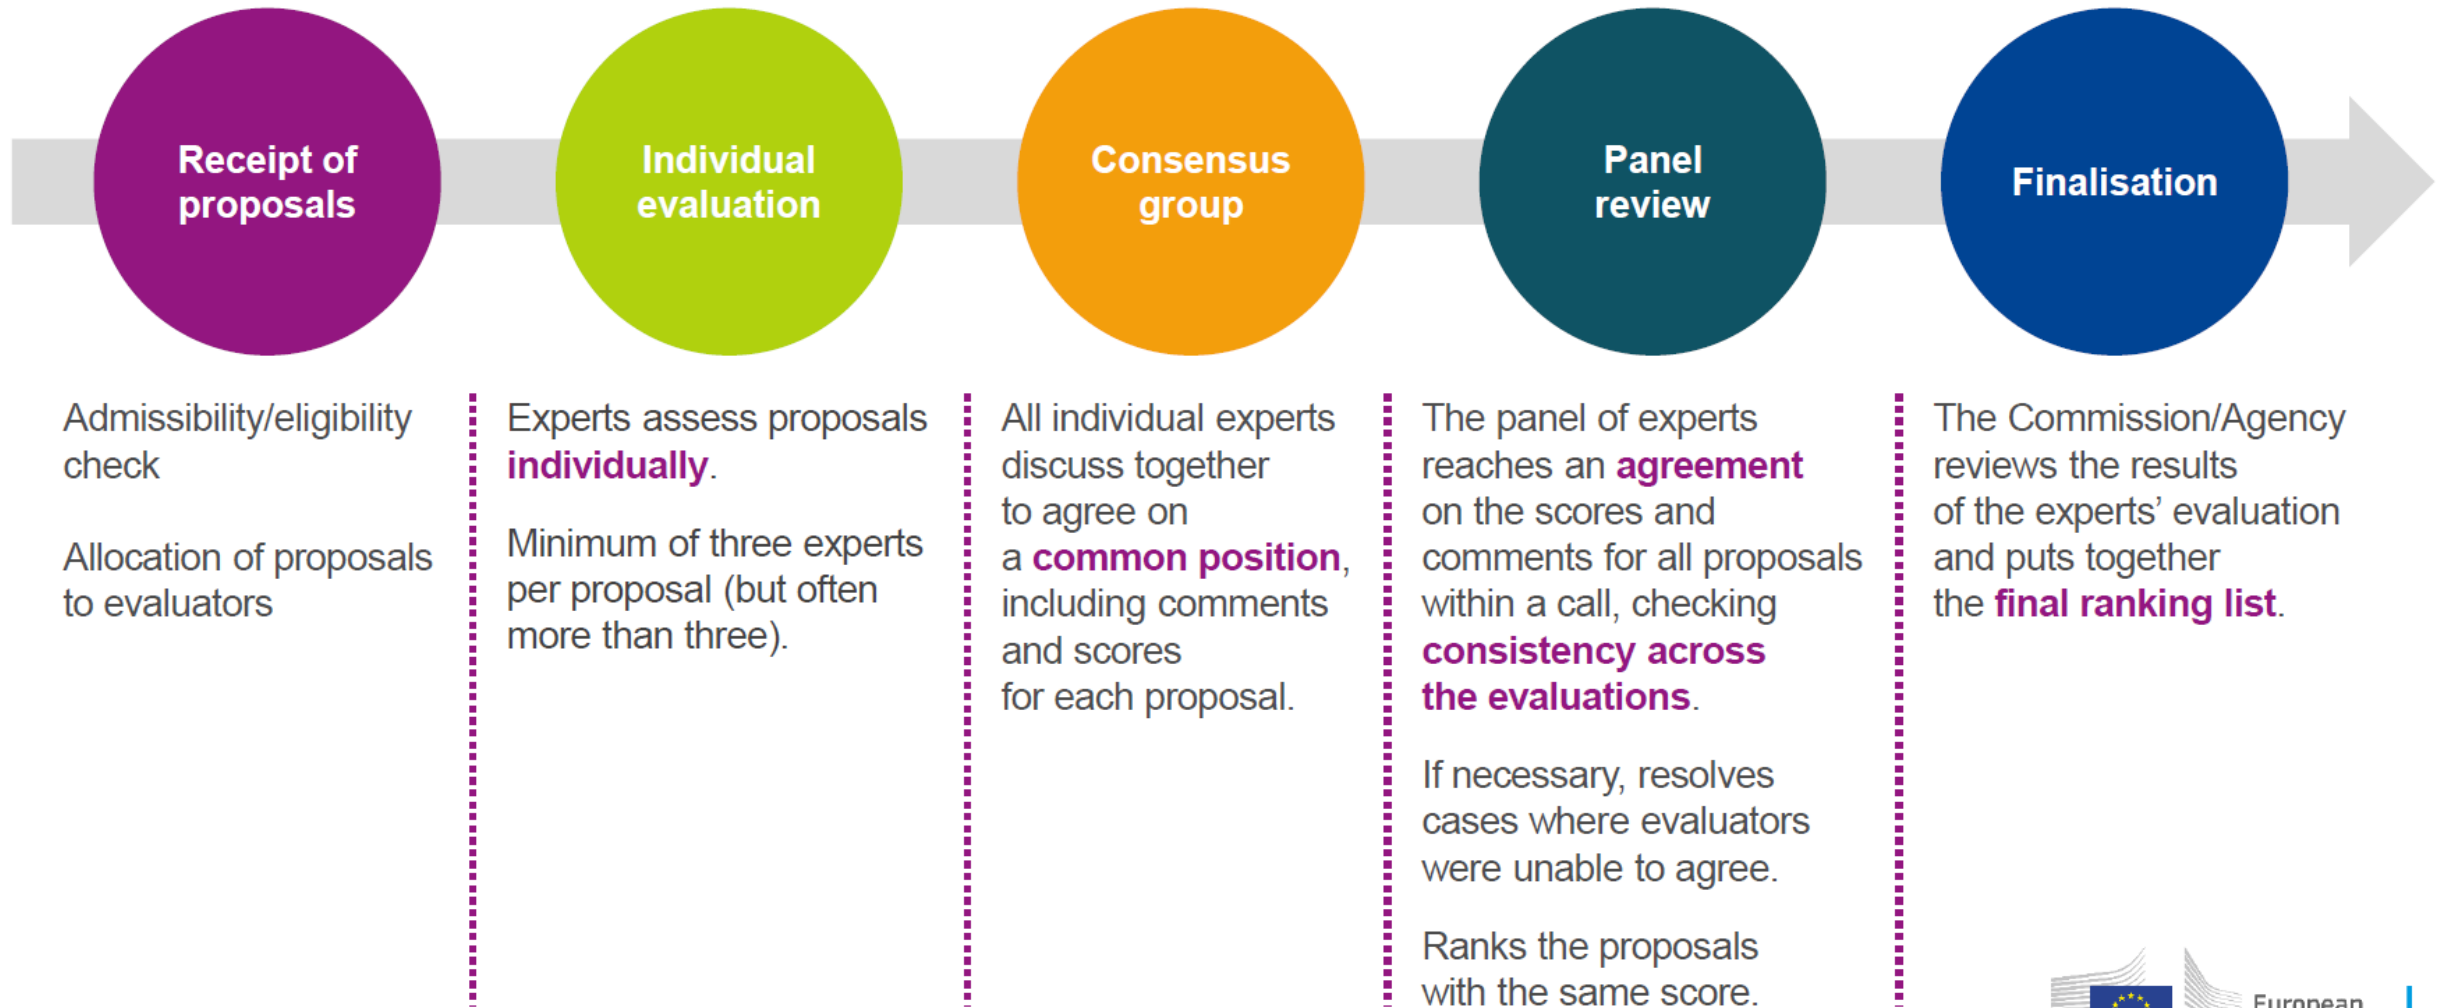 Receipt of
proposals
Individual
evaluation
Consensus
group
Panel
review
Finalisation
Admissibility/eligibility
check
Allocation of proposals
to evaluators
Experts assess proposals
individually.
Minimum of three experts
per proposal (but often
more than three).
All individual experts
discuss together
to agree on
a common position,
including comments
and scores
for each proposal.
The panel of experts
reaches an agreement
on the scores and
comments for all proposals
within a call, checking
consistency across
the evaluations.
If necessary, resolves
cases where evaluators
were unable to agree.
Ranks the proposals
with the same score.
The Commission/Agency
reviews the results
of the experts’ evaluation
and puts together
the final ranking list.
European